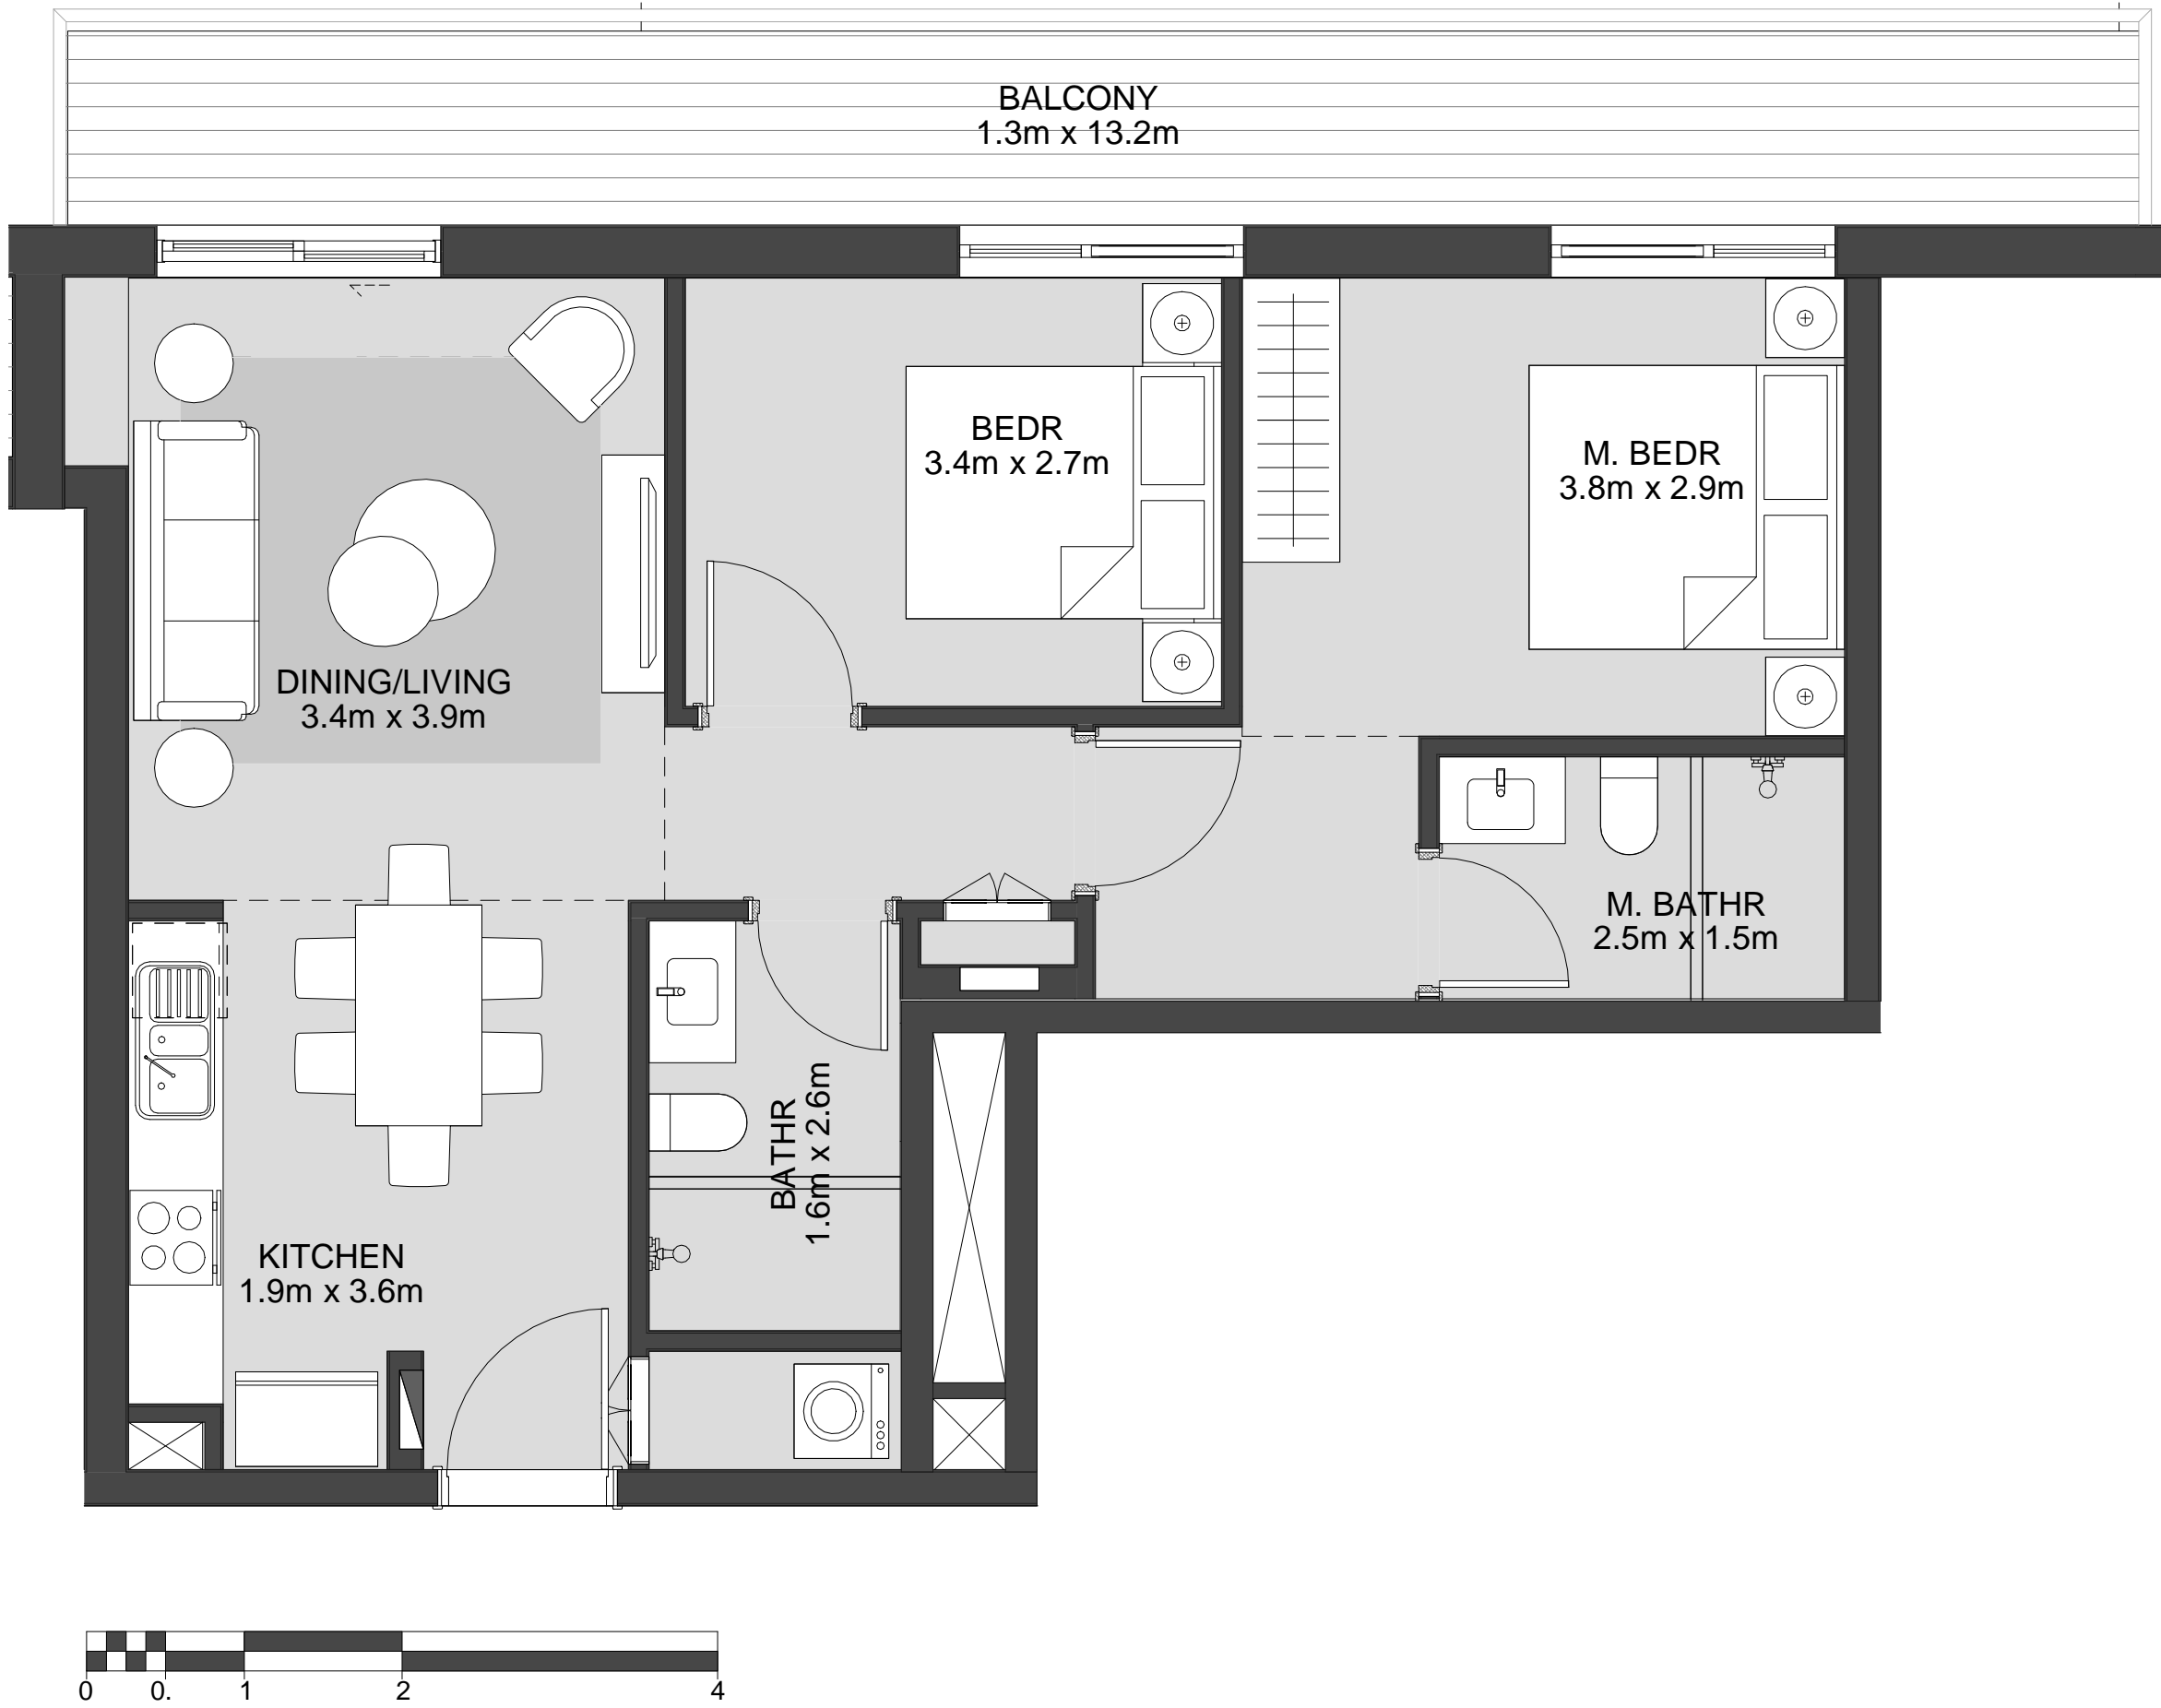 BALCONY
1.3m x 13.2m
BEDR
3.4m x 2.7m
M. BEDR
3.8m x 2.9m
DINING/LIVING
3.4m x 3.9m
M. BATHR
2.5m x 1.5m
BATHR
1.6m x 2.6m
KITCHEN
1.9m x 3.6m
0 0. 1 2 4